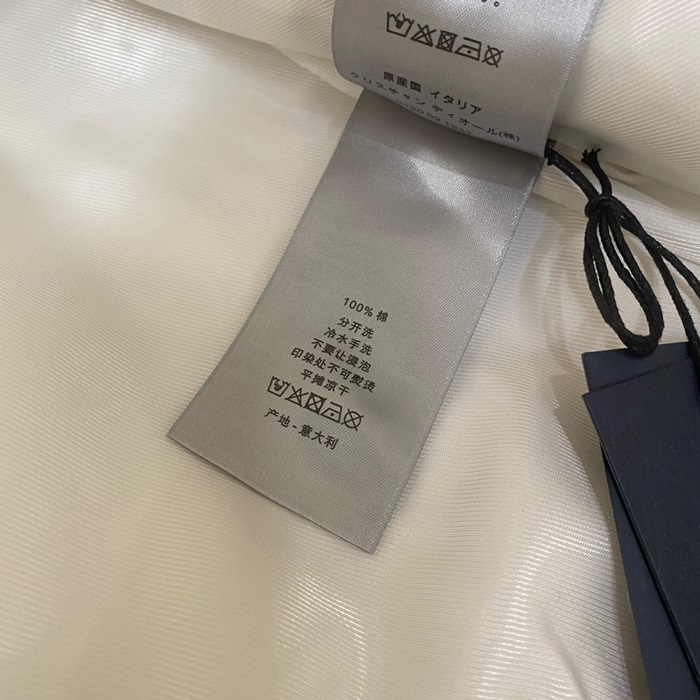 原産国 イタリア
クリスチャン ディオール(株)
100% 棉
分开洗
冷水手洗
不要让浸泡
印染处不可熨烫
平摊凉干
产地-意大利